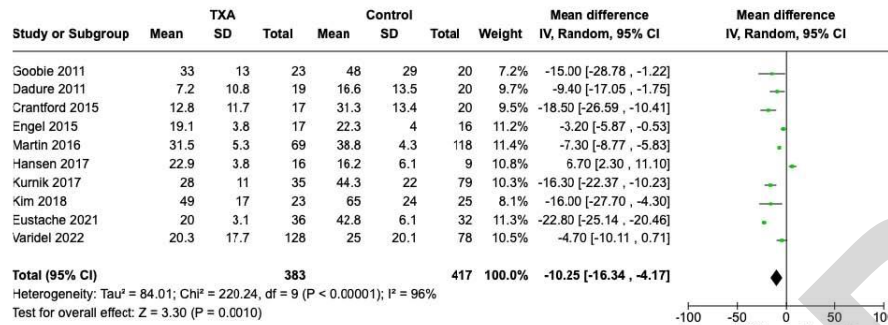 TXA Control Mean difference Mean difference
Study or Subgroup Mean SD Total Mean SD Total Weight IV, Random, 95% CI IV, Random, 95% CI
Goobie 2011 33 13 23 48 29 20 7.2% -15.00 [-28.78 , -1.22]
Dadure 2011 7.2 10.8 19 16.6 13.5 20 9.7% -9.40 [-17.05 , -1.75]
Crantford 2015 12.8 11.7 17 31.3 13.4 20 9.5% -18.50 [-26.59 , -10.41]
Engel 2015 19.1 3.8 17 22.3 4 16 11.2% -3.20 [-5.87 , -0.53]
Martin 2016 31.5 5.3 69 38.8 4.3 118 11.4% -7.30 [-8.77 , -5.83]
Hansen 2017 22.9 3.8 16 16.2 6.1 9 10.8% 6.70 [2.30 , 11.10]
Kurnik 2017 28 11 35 44.3 22 79 10.3% -16.30 [-22.37 , -10.23]
Kim 2018 49 17 23 65 24 25 8.1% -16.00 [-27.70 , -4.30]
Eustache 2021 20 3.1 36 42.8 6.1 32 11.1% -22.80 [-25.14 , -20.46]
Varidel 2022 20.3 17.7 128 25 20.1 78 10.5% -4.70 [-10.11 , 0.71]
Total (95% CI) 383 417 100.0% -10.25 [-16.34 , -4.17]
Heterogeneity: Tau² = 84.01; Chi² = 220.24, df = 9 (P < 0.00001); I² = 96%
Test for overall effect: Z = 3.30 (P = 0.0010)
-100 -50 0 50 100